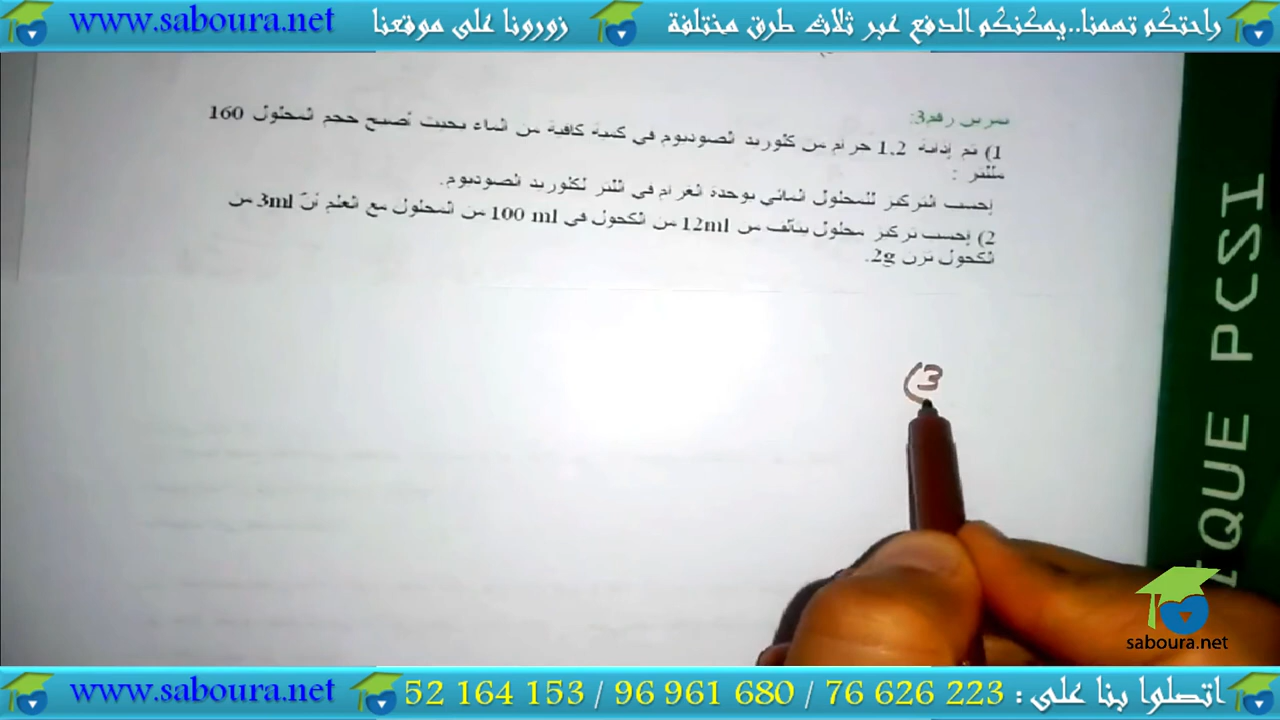 راحتكم تهمنا..يمكنكم الدفع عبر ثلاث طرق مختلفة زورونا على موقعنا www.saboura.net
تمرين رقم3:
1) تم إذابة 1.2 جرام من كلوريد الصوديوم في كمية كافية من الماء بحيث أصبح حجم المحلول 160
مللتر :
إحسب التركيز للمحلول المائي بوحدة الغرام في اللتر لكلوريد الصوديوم.
2) إحسب تركيز محلول يتألف من 12ml من الكحول في 100 ml من المحلول مع العلم أنّ 3ml من
الكحول تزن 2g.
3)
QUE PCSI
saboura.net
اتصلوا بنا على : 223 626 76 / 680 961 96 / 153 164 52 www.saboura.net